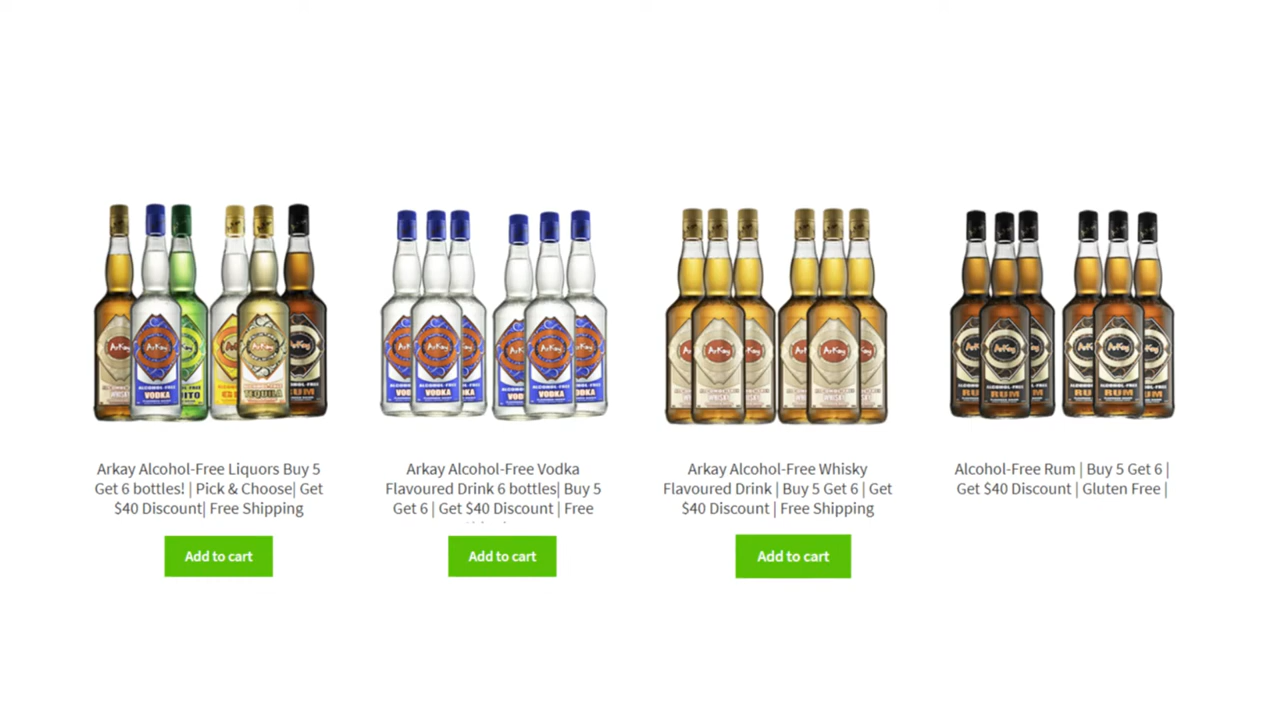 Arkay Alcohol-Free Liquors Buy 5
Get 6 bottles! | Pick & Choose| Get
$40 Discount| Free Shipping
Add to cart
Arkay Alcohol-Free Vodka
Flavoured Drink 6 bottles| Buy 5
Get 6 | Get $40 Discount | Free
Add to cart
Arkay Alcohol-Free Whisky
Flavoured Drink | Buy 5 Get 6 | Get
$40 Discount | Free Shipping
Add to cart
Alcohol-Free Rum | Buy 5 Get 6 |
Get $40 Discount | Gluten Free |